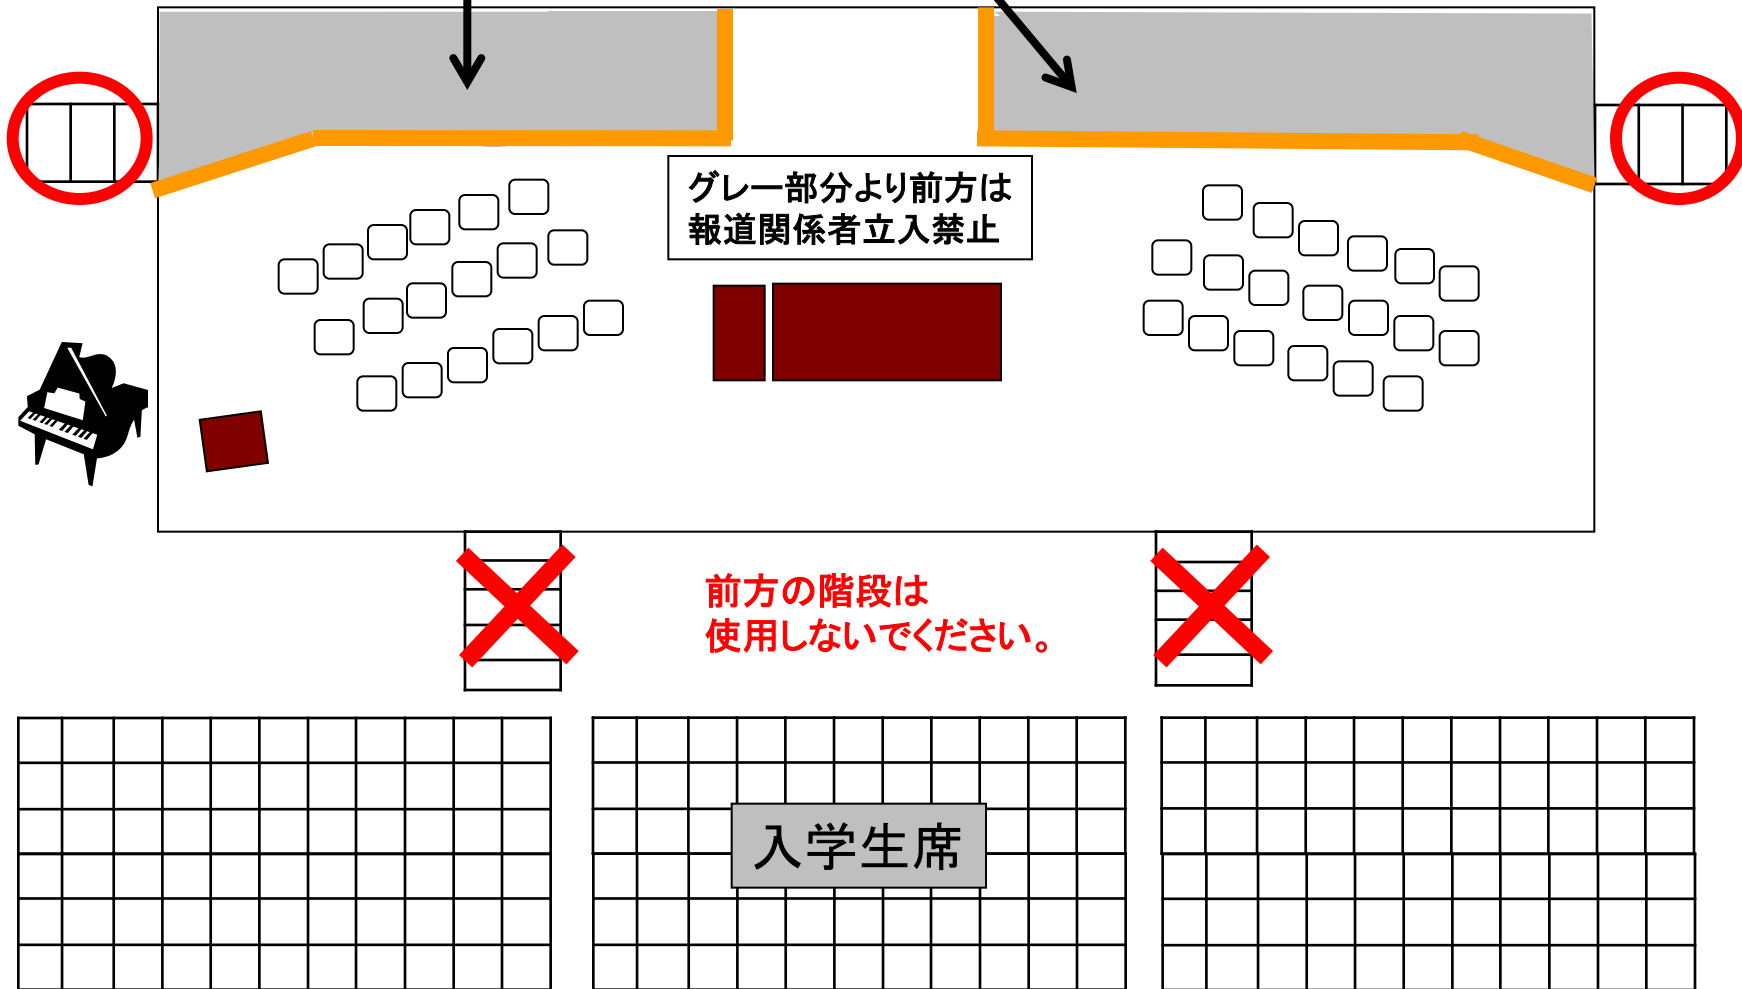 グレー部分より前方は
報道関係者立入禁止
前方の階段は
使用しないでください。
入学生席